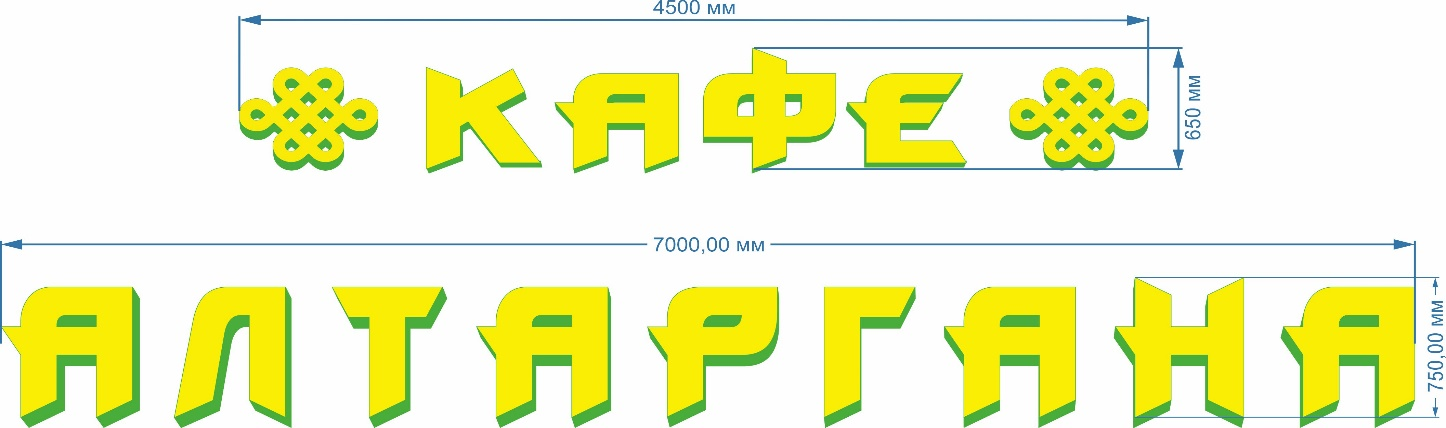 4500 мм
КАФЕ
650 мм
7000,00 мм
АЛТАРГАНА
750,00 мм